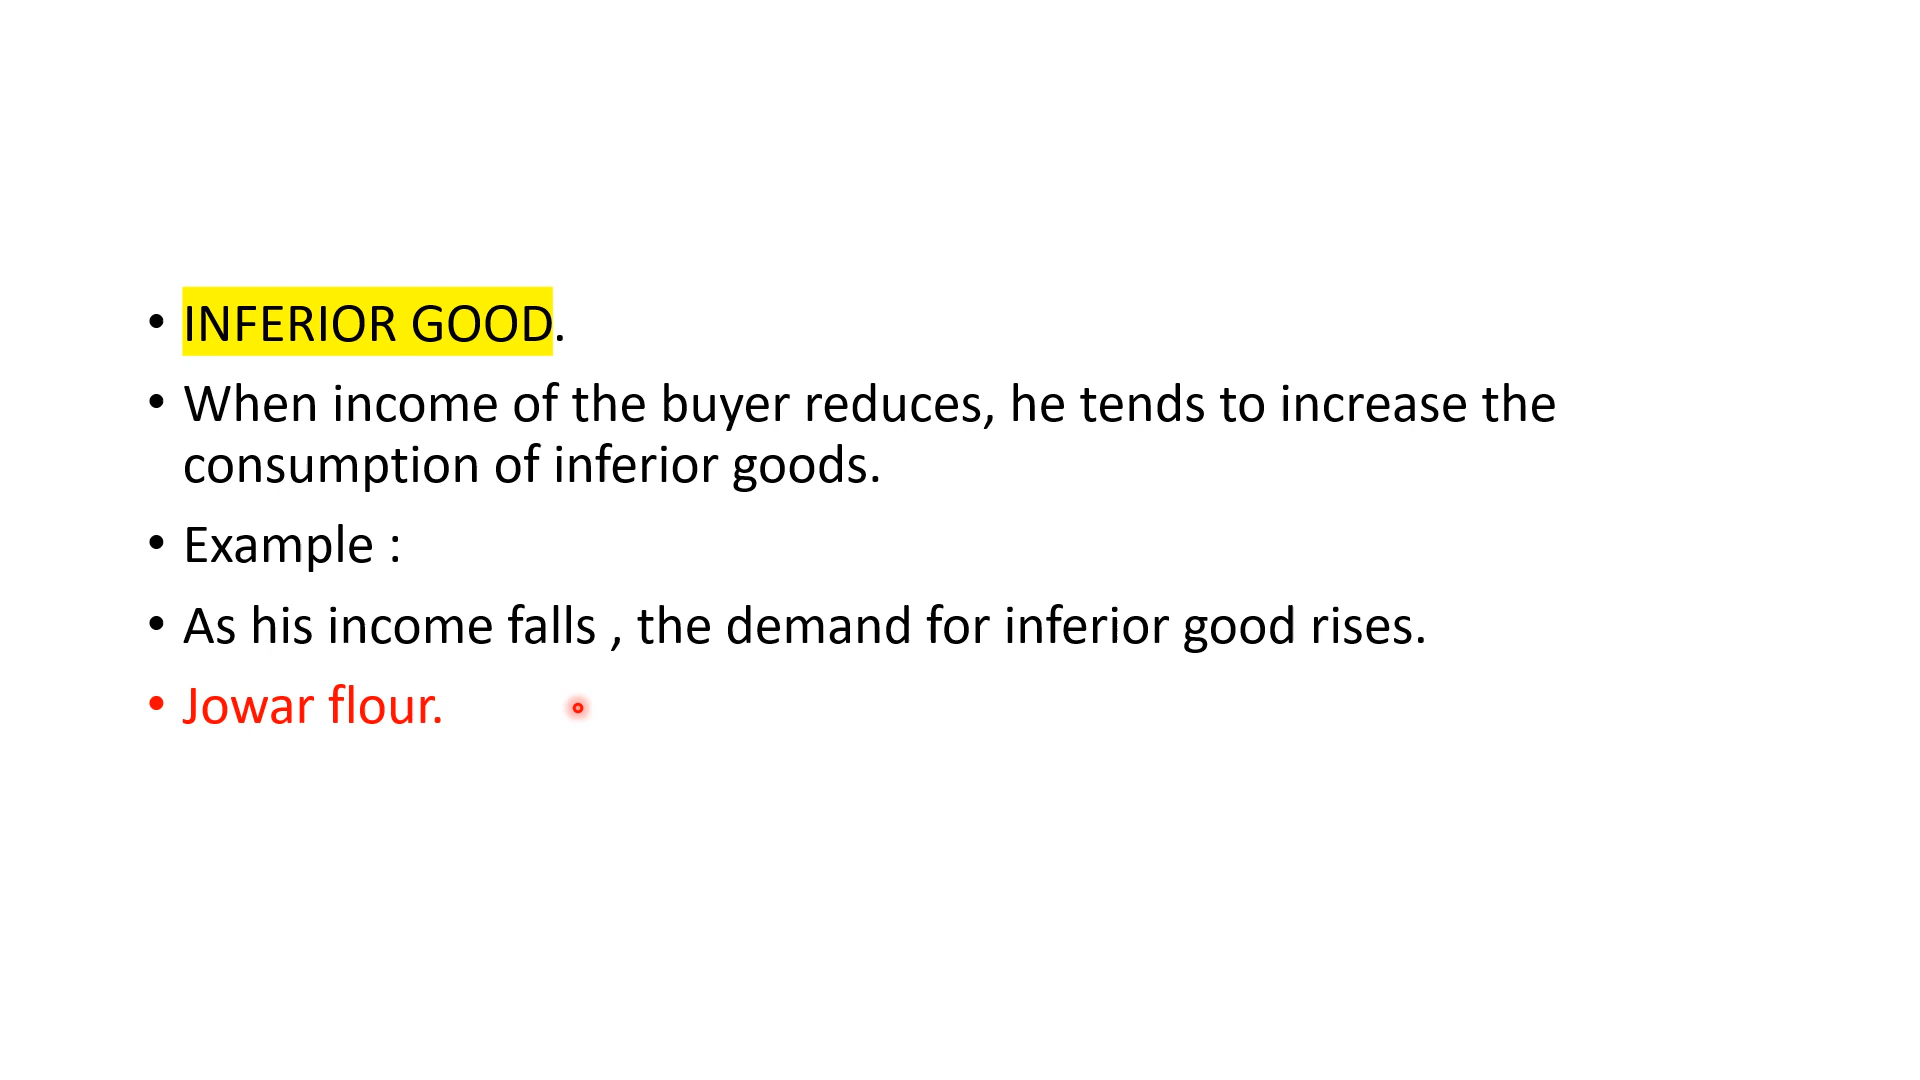 • INFERIOR GOOD.
• When income of the buyer reduces, he tends to increase the
consumption of inferior goods.
• Example :
• As his income falls , the demand for inferior good rises.
• Jowar flour.